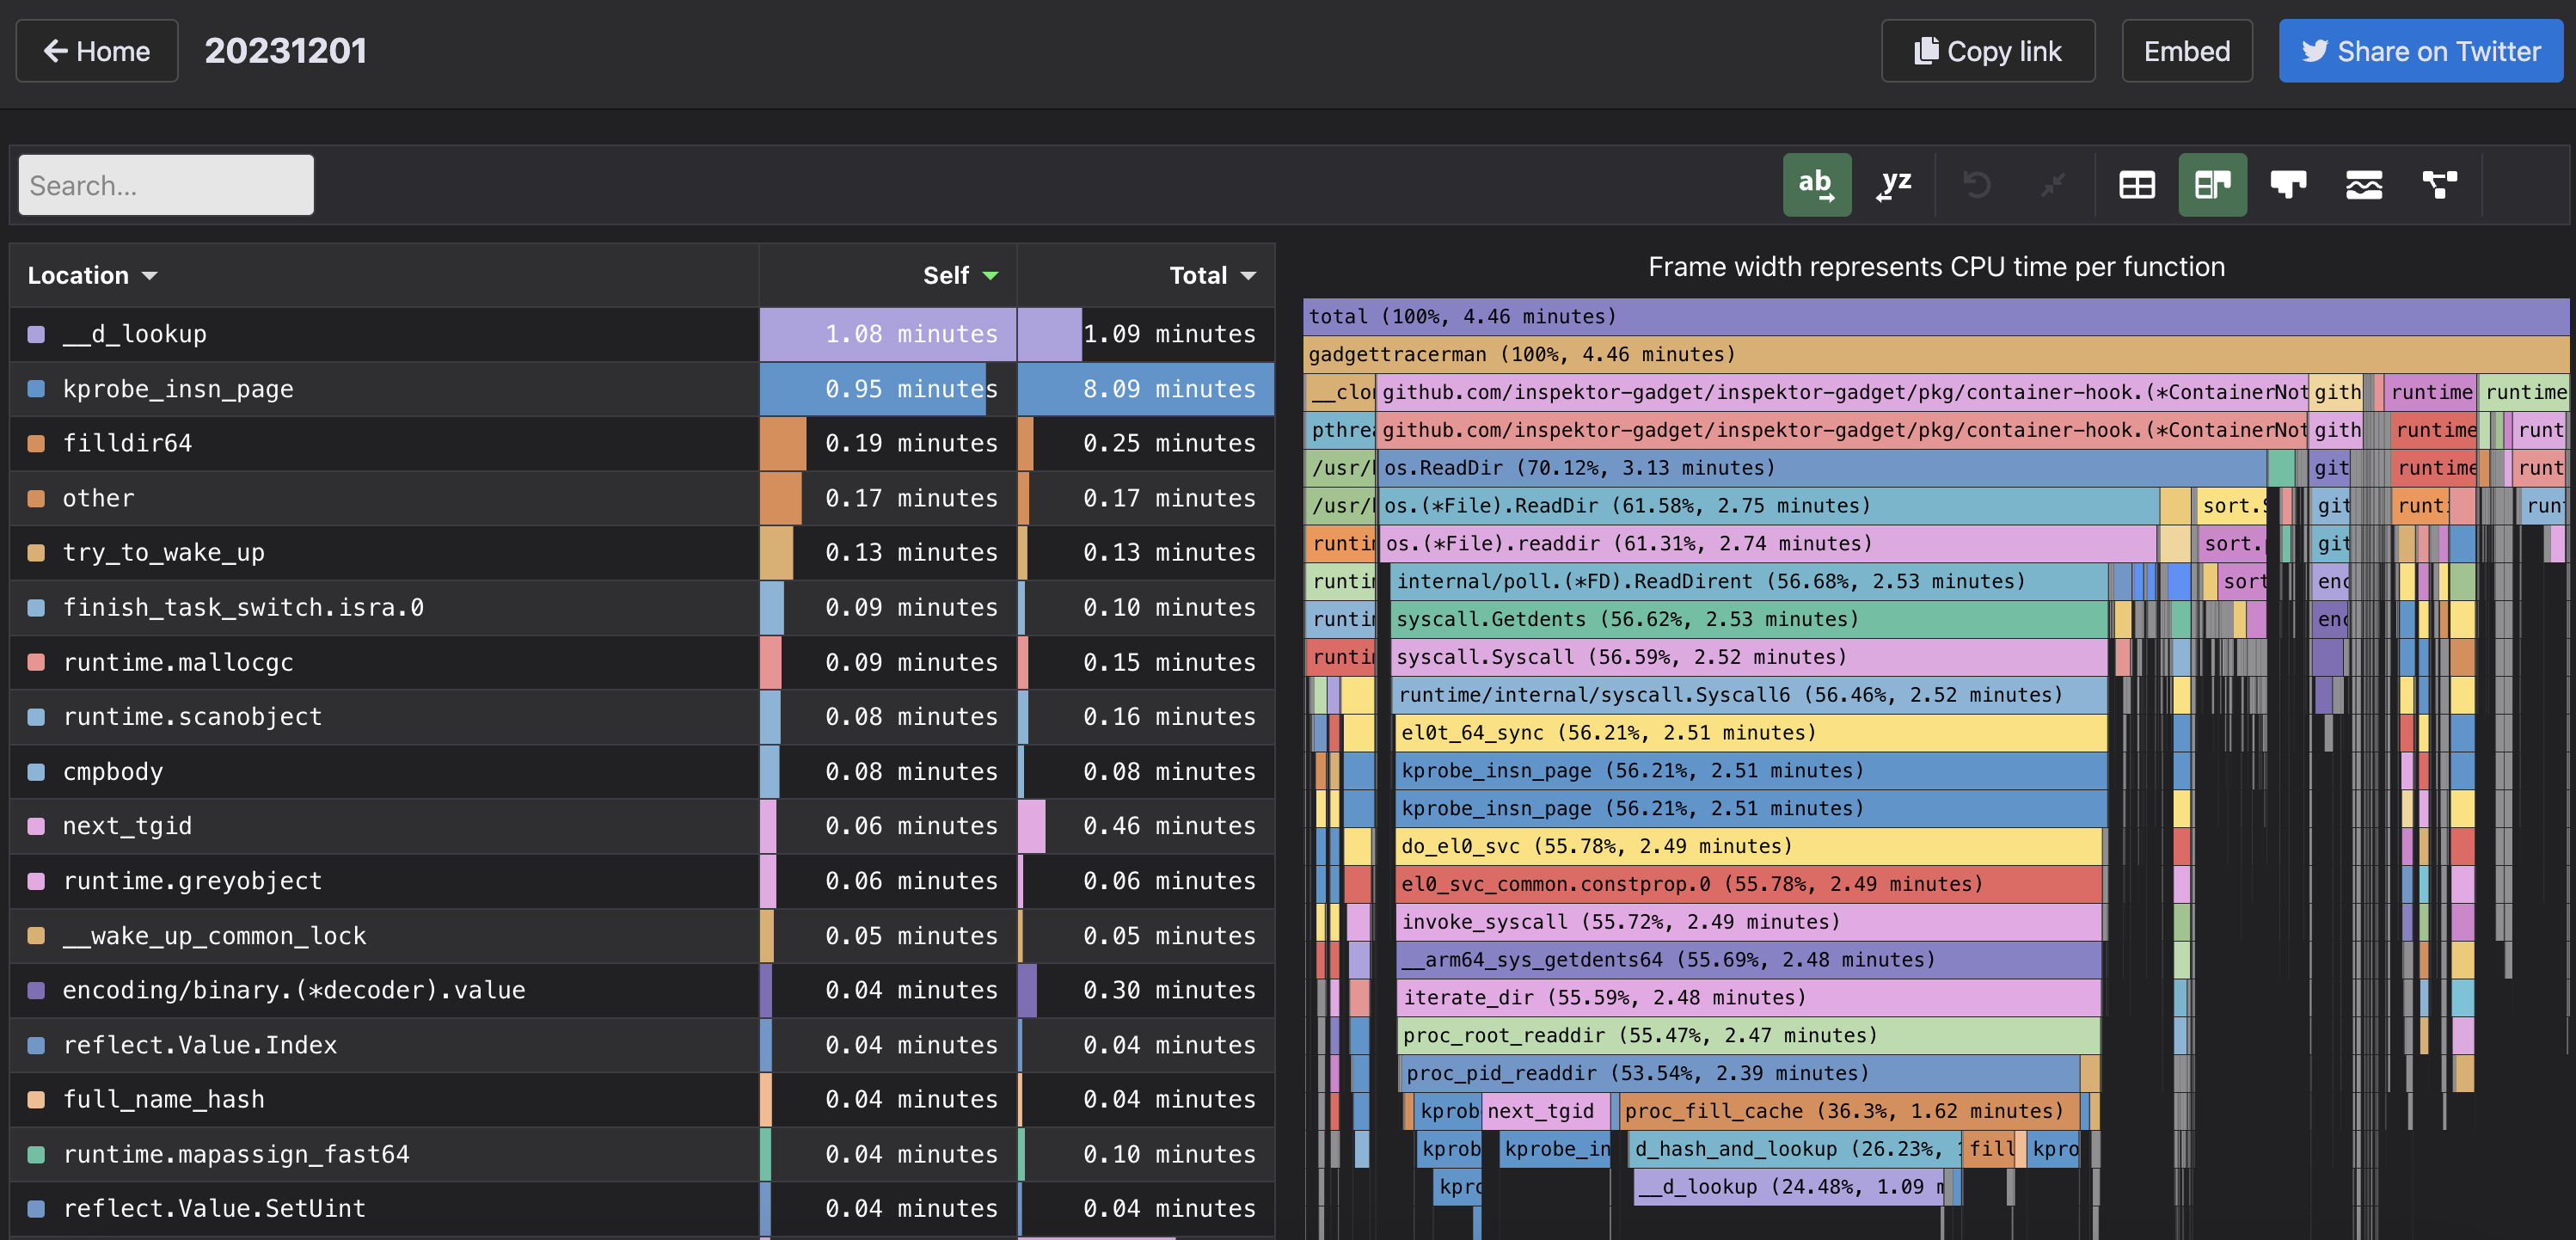 Home
20231201
Copy link
Embed
Share on Twitter
Search...
ab
yz
Location Self Total
__d_lookup 1.08 minutes 1.09 minutes
kprobe_insn_page 0.95 minutes 8.09 minutes
filldir64 0.19 minutes 0.25 minutes
other 0.17 minutes 0.17 minutes
try_to_wake_up 0.13 minutes 0.13 minutes
finish_task_switch.isra.0 0.09 minutes 0.10 minutes
runtime.mallocgc 0.09 minutes 0.15 minutes
runtime.scanobject 0.08 minutes 0.16 minutes
cmpbody 0.08 minutes 0.08 minutes
next_tgid 0.06 minutes 0.46 minutes
runtime.greyobject 0.06 minutes 0.06 minutes
__wake_up_common_lock 0.05 minutes 0.05 minutes
encoding/binary.(*decoder).value 0.04 minutes 0.30 minutes
reflect.Value.Index 0.04 minutes 0.04 minutes
full_name_hash 0.04 minutes 0.04 minutes
runtime.mapassign_fast64 0.04 minutes 0.10 minutes
reflect.Value.SetUint 0.04 minutes 0.04 minutes
Frame width represents CPU time per function
total (100%, 4.46 minutes)
gadgettracerman (100%, 4.46 minutes)
__clo github.com/inspektor-gadget/inspektor-gadget/pkg/container-hook.(*ContainerNot gith runtime runtime
pthre github.com/inspektor-gadget/inspektor-gadget/pkg/container-hook.(*ContainerNot gith runtime runt
/usr/ os.ReadDir (70.12%, 3.13 minutes) git runtime runt
/usr/ os.(*File).ReadDir (61.58%, 2.75 minutes) sort. git runt run
runti os.(*File).readdir (61.31%, 2.74 minutes) sort. git
runti internal/poll.(*FD).ReadDirent (56.68%, 2.53 minutes) sort enc
runti syscall.Getdents (56.62%, 2.53 minutes) enc
runti syscall.Syscall (56.59%, 2.52 minutes)
runtime/internal/syscall.Syscall6 (56.46%, 2.52 minutes)
el0t_64_sync (56.21%, 2.51 minutes)
kprobe_insn_page (56.21%, 2.51 minutes)
kprobe_insn_page (56.21%, 2.51 minutes)
do_el0_svc (55.78%, 2.49 minutes)
el0_svc_common.constprop.0 (55.78%, 2.49 minutes)
invoke_syscall (55.72%, 2.49 minutes)
__arm64_sys_getdents64 (55.69%, 2.48 minutes)
iterate_dir (55.59%, 2.48 minutes)
proc_root_readdir (55.47%, 2.47 minutes)
proc_pid_readdir (53.54%, 2.39 minutes)
kprob next_tgid proc_fill_cache (36.3%, 1.62 minutes)
kprob kprobe_in d_hash_and_lookup (26.23%, fill kpro
kpro __d_lookup (24.48%, 1.09